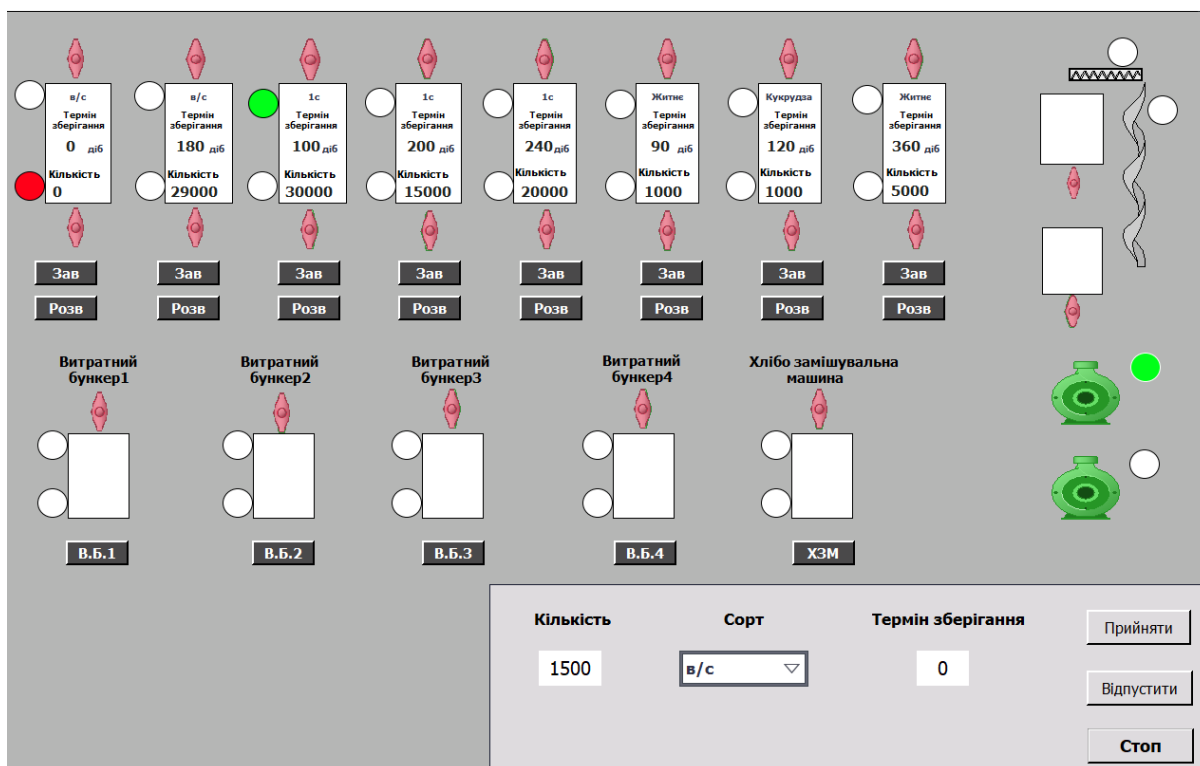 в/с
Термін
зберігання
0 діб
Кількість
0
в/с
Термін
зберігання
180 діб
Кількість
29000
1с
Термін
зберігання
100 діб
Кількість
30000
1с
Термін
зберігання
200 діб
Кількість
15000
1с
Термін
зберігання
240 діб
Кількість
20000
Житнє
Термін
зберігання
90 діб
Кількість
1000
Кукрудза
Термін
зберігання
120 діб
Кількість
1000
Житнє
Термін
зберігання
360 діб
Кількість
5000
Зав Зав Зав Зав Зав Зав Зав Зав
Розв Розв Розв Розв Розв Розв Розв Розв
Витратний
бункер1
Витратний
бункер2
Витратний
бункер3
Витратний
бункер4
Хлібо замішувальна
машина
В.Б.1 В.Б.2 В.Б.3 В.Б.4 ХЗМ
Кількість Сорт Термін зберігання
1500 в/с 0
Прийняти
Відпустити
Стоп